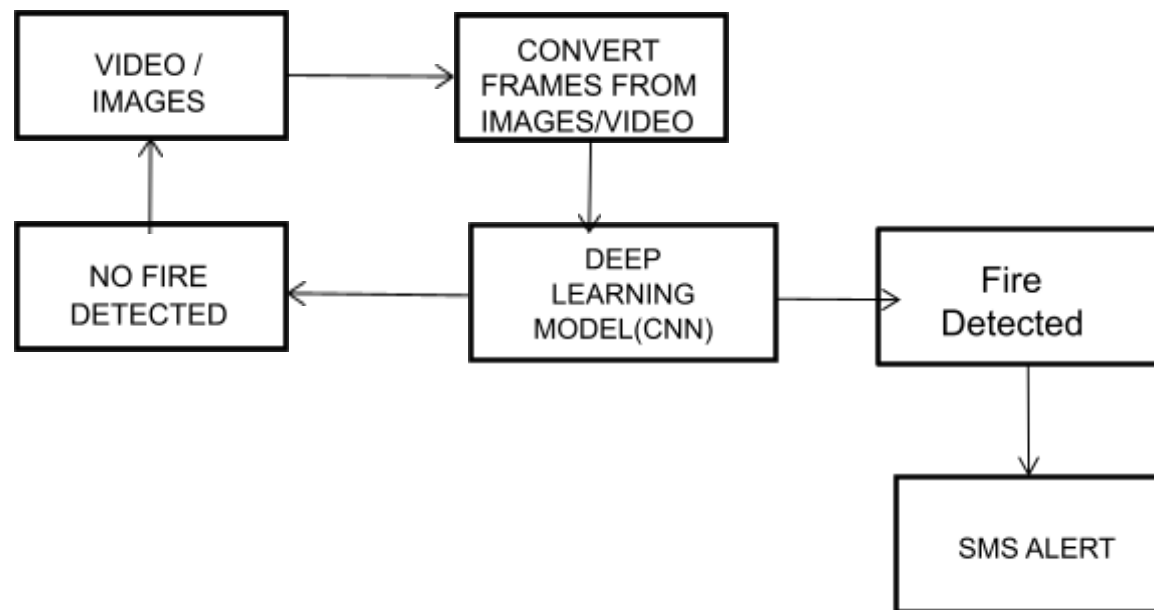 VIDEO /
IMAGES
CONVERT
FRAMES FROM
IMAGES/VIDEO
NO FIRE
DETECTED
DEEP
LEARNING
MODEL(CNN)
Fire
Detected
SMS ALERT